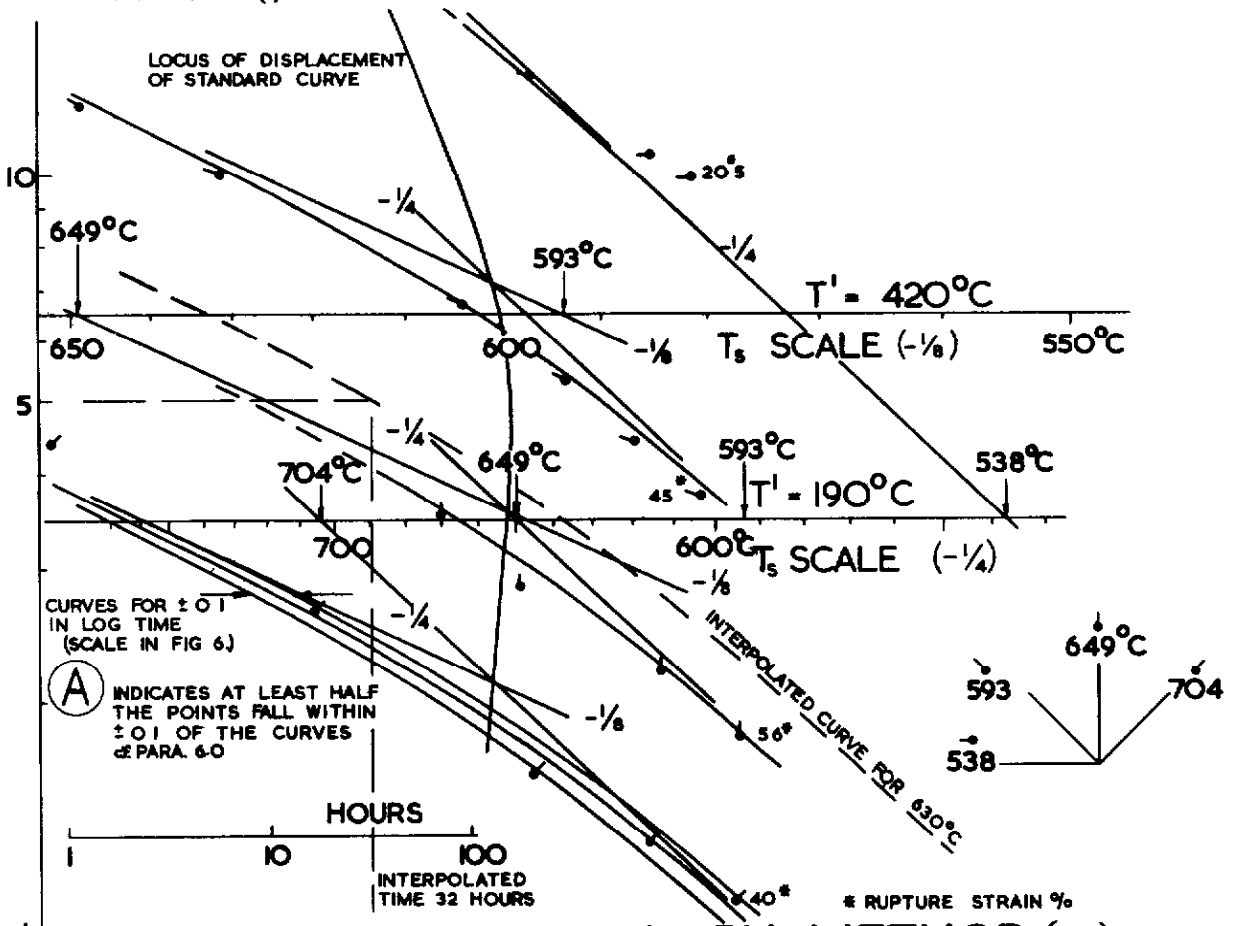 LOCUS OF DISPLACEMENT
OF STANDARD CURVE
10
20*5
-1/4
649°C
593°C
-1/4
T' = 420°C
650
600
-1/8
Ts SCALE (-1/8)
550°C
5
-1/4
704°C
649°C
45*
593°C
T' = 190°C
538°C
700
600°C
Ts SCALE (-1/4)
-1/8
CURVES FOR ± 0 1
IN LOG TIME
(SCALE IN FIG 6.)
-1/4
INTERPOLATED CURVE FOR 630°C
649°C
593
704
538
A
INDICATES AT LEAST HALF
THE POINTS FALL WITHIN
± 0 1 OF THE CURVES
cf PARA. 6·0
-1/8
56*
HOURS
1
10
100
INTERPOLATED
TIME 32 HOURS
40*
* RUPTURE STRAIN %